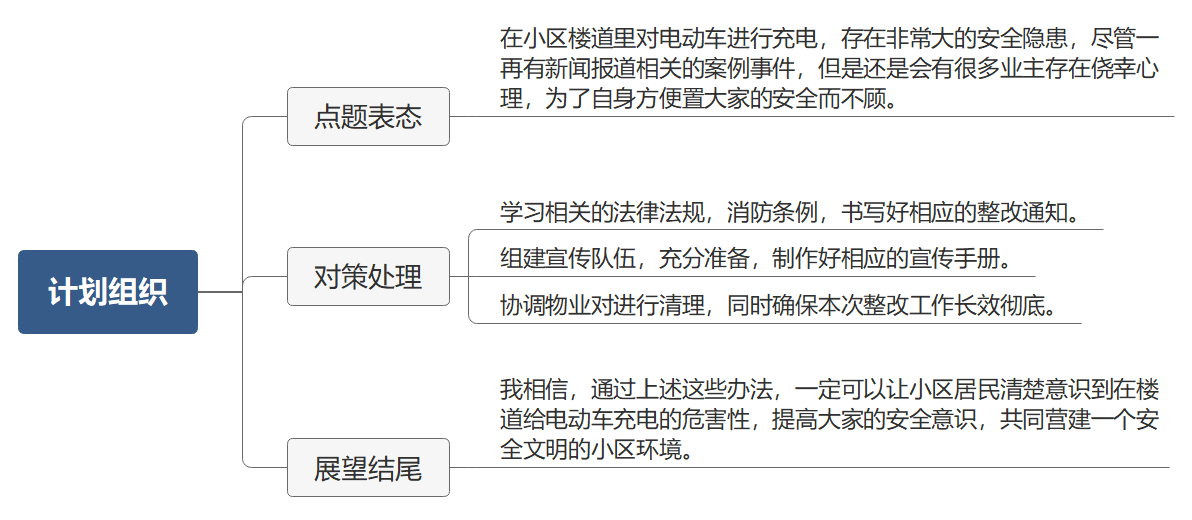 计划组织
点题表态
在小区楼道里对电动车进行充电，存在非常大的安全隐患，尽管一
再有新闻报道相关的案例事件，但是还是会有很多业主存在侥幸心
理，为了自身方便置大家的安全而不顾。
对策处理
学习相关的法律法规，消防条例，书写好相应的整改通知。
组建宣传队伍，充分准备，制作好相应的宣传手册。
协调物业对进行清理，同时确保本次整改工作长效彻底。
展望结尾
我相信，通过上述这些办法，一定可以让小区居民清楚意识到在楼
道给电动车充电的危害性，提高大家的安全意识，共同营建一个安
全文明的小区环境。